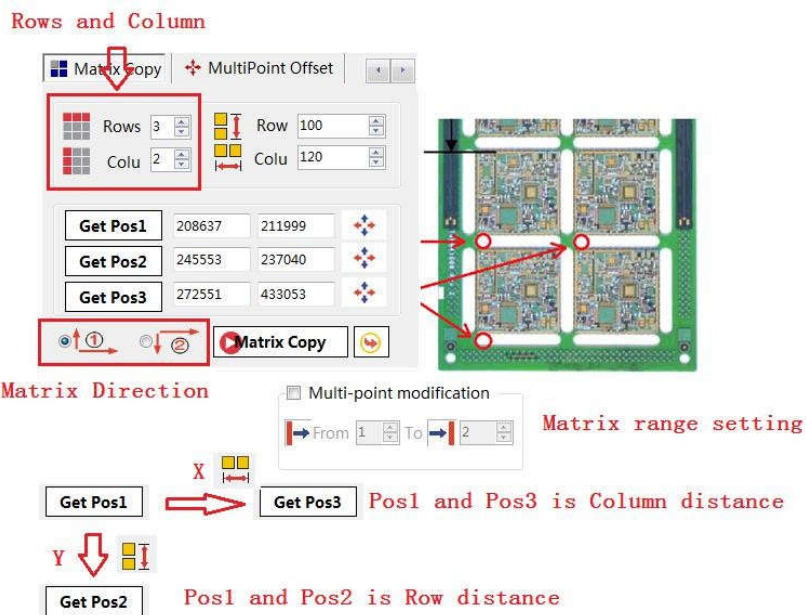 Rows and Column
Matrix Copy
MultiPoint Offset
Rows 3
Row 100
Colu 2
Colu 120
Get Pos1 208637 211999
Get Pos2 245553 237040
Get Pos3 272551 433053
① ② Matrix Copy
Matrix Direction
Multi-point modification
From 1 To 2
Matrix range setting
X
Get Pos1 Get Pos3 Pos1 and Pos3 is Column distance
Y
Get Pos2 Pos1 and Pos2 is Row distance